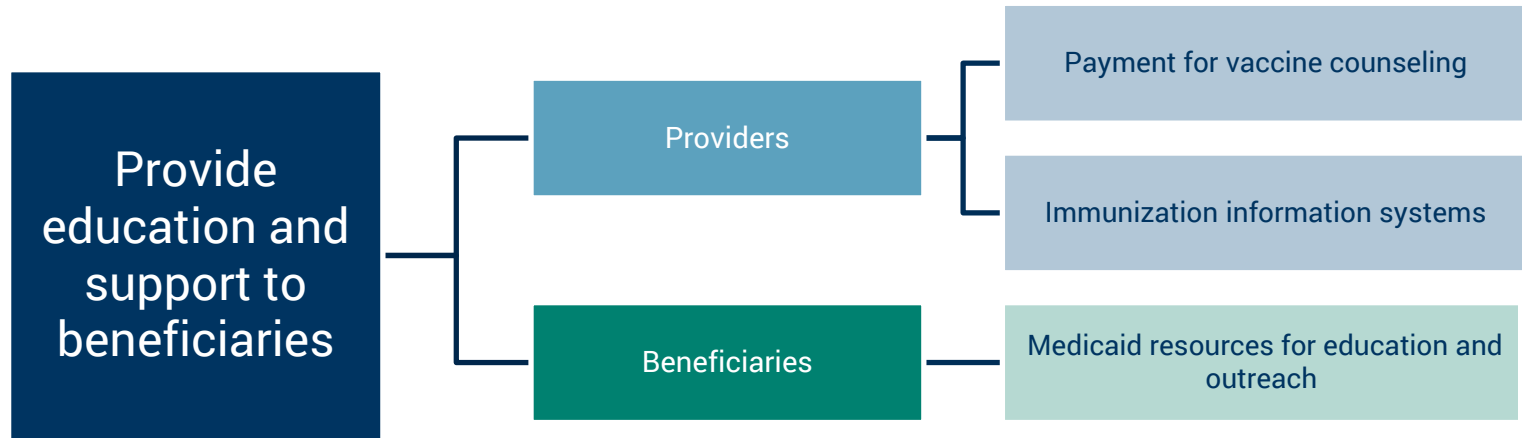 Provide
education and
support to
beneficiaries
Providers
Payment for vaccine counseling
Immunization information systems
Beneficiaries
Medicaid resources for education and
outreach